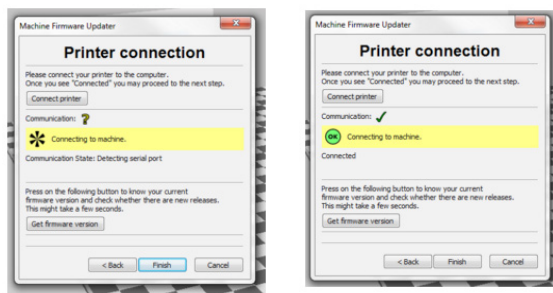 Machine Firmware Updater
Printer connection
Please connect your printer to the computer.
Once you see "Connected" you may proceed to the next step.
Connect printer
Communication: ?
Connecting to machine.
Communication State: Detecting serial port
Press on the following button to know your current
firmware version and check whether there are new releases.
This might take a few seconds.
Get firmware version
< Back Finish Cancel
Machine Firmware Updater
Printer connection
Please connect your printer to the computer.
Once you see "Connected" you may proceed to the next step.
Connect printer
Communication:
OK Connecting to machine.
Connected
Press on the following button to know your current
firmware version and check whether there are new releases.
This might take a few seconds.
Get firmware version
< Back Finish Cancel